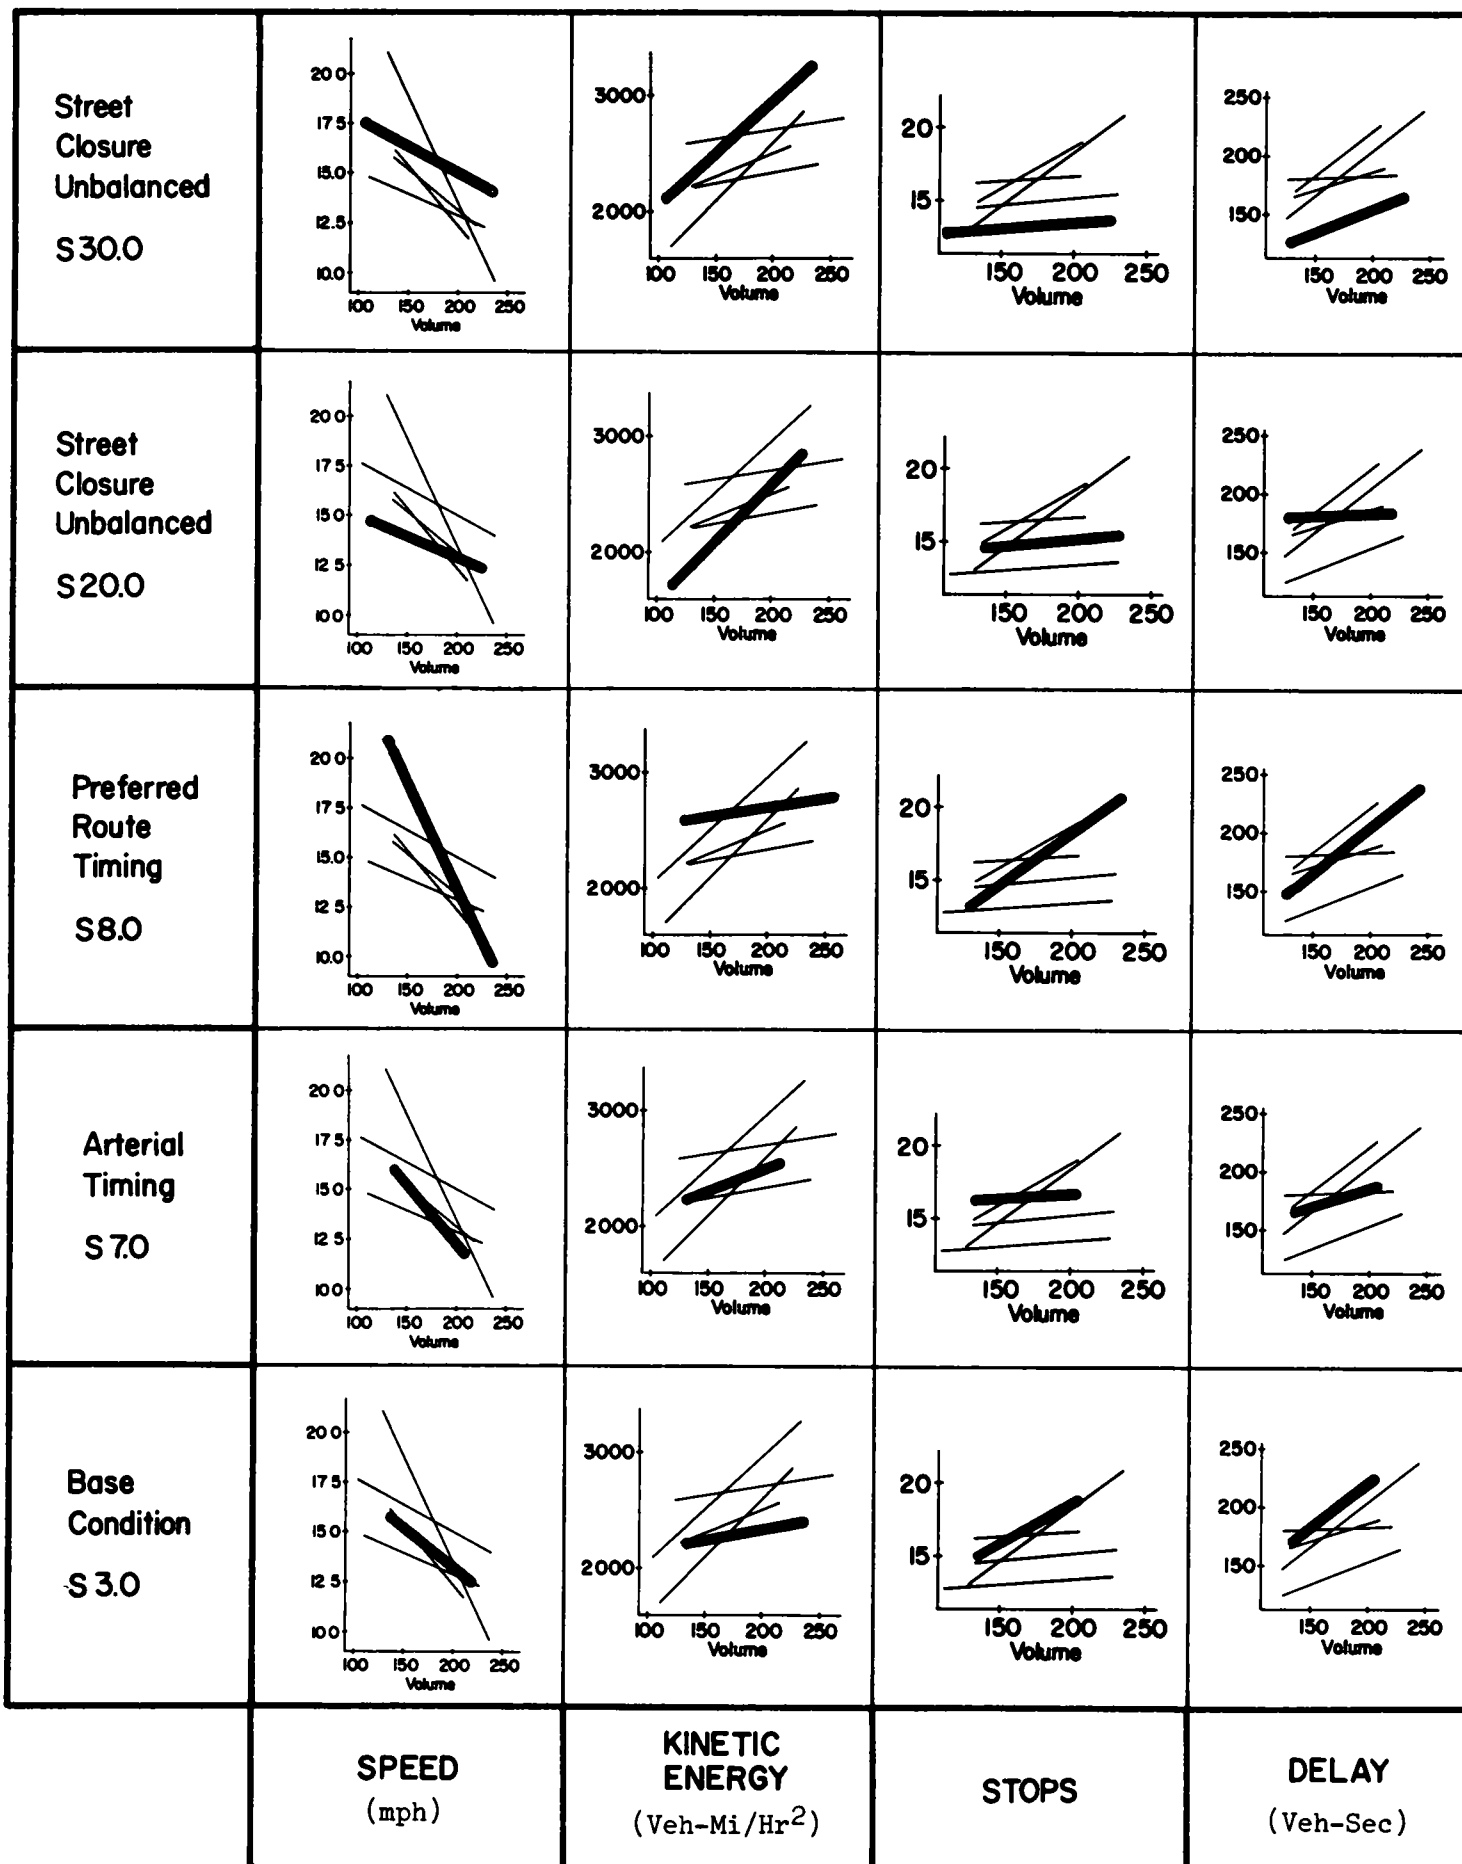 Street
Closure
Unbalanced
S30.0
20 0
17 5
15.0
12.5
10.0
100 150 200 250
Volume
3000
2000
100 150 200 250
Volume
20
15
150 200 250
Volume
250
200
150
150 200 250
Volume
Street
Closure
Unbalanced
S20.0
20 0
17 5
15 0
12 5
10 0
100 150 200 250
Volume
3000
2000
100 150 200 250
Volume
20
15
150 200 250
Volume
250
200
150
150 200 250
Volume
Preferred
Route
Timing
S8.0
20 0
17 5
15.0
12 5
10.0
100 150 200 250
Volume
3000
2000
100 150 200 250
Volume
20
15
150 200 250
Volume
250
200
150
150 200 250
Volume
Arterial
Timing
S 7.0
20 0
17 5
15 0
12 5
10 0
100 150 200 250
Volume
3000
2000
100 150 200 250
Volume
20
15
150 200 250
Volume
250
200
150
150 200 250
Volume
Base
Condition
S 3.0
20 0
17 5
15 0
12 5
10 0
100 150 200 250
Volume
3000
2000
100 150 200 250
Volume
20
15
150 200 250
Volume
250
200
150
150 200 250
Volume
SPEED
(mph)
KINETIC
ENERGY
(Veh-Mi/Hr²)
STOPS
DELAY
(Veh-Sec)